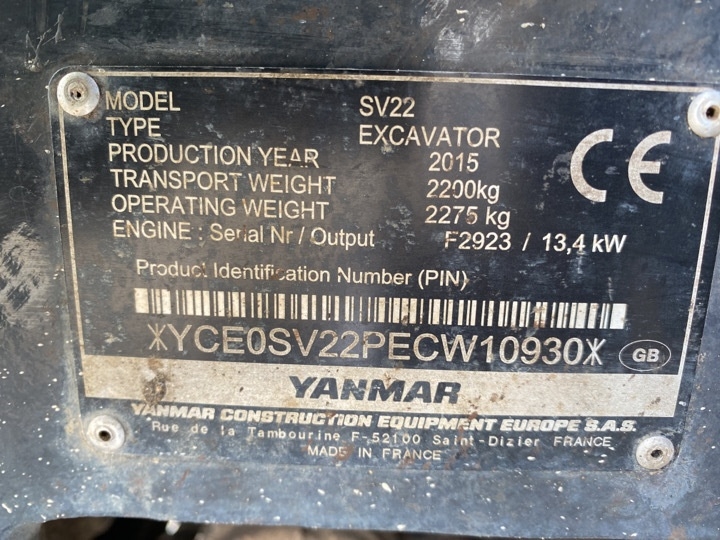 MODEL SV22
TYPE EXCAVATOR
PRODUCTION YEAR 2015
TRANSPORT WEIGHT 2200kg
OPERATING WEIGHT 2275 kg
ENGINE : Serial Nr / Output F2923 / 13,4 kW
CE
Product Identification Number (PIN)
*YCE0SV22PECW10930*
GB
YANMAR
YANMAR CONSTRUCTION EQUIPMENT EUROPE S.A.S.
Rue de la Tambourine F-52100 Saint-Dizier FRANCE
MADE IN FRANCE